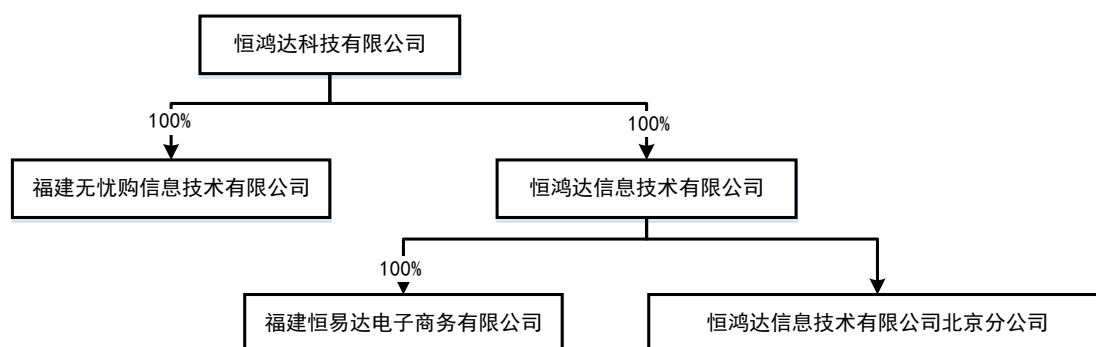 恒鸿达科技有限公司
100%
100%
福建无忧购信息技术有限公司
恒鸿达信息技术有限公司
100%
福建恒易达电子商务有限公司
恒鸿达信息技术有限公司北京分公司